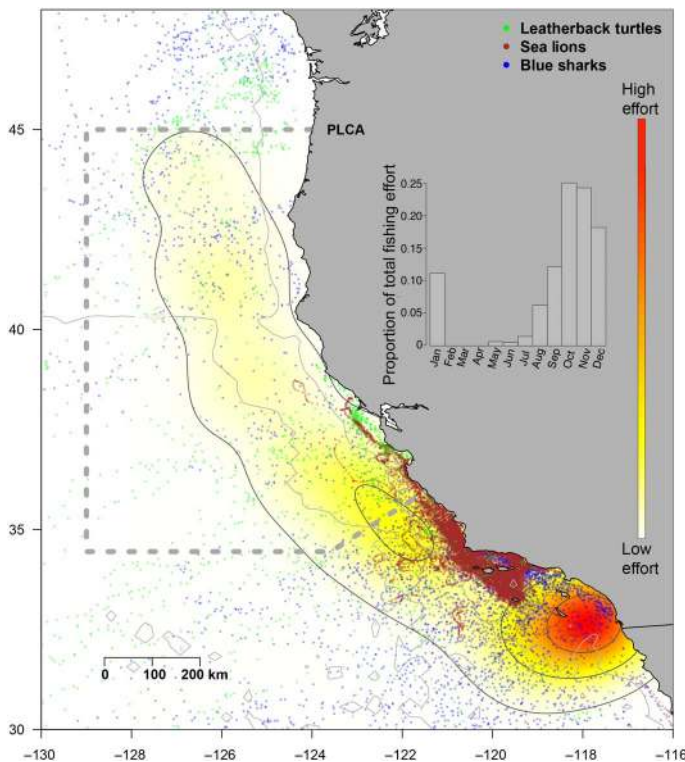 Leatherback turtles
Sea lions
Blue sharks
High
effort
45
PLCA
Proportion of total fishing effort
0.25
0.20
0.15
0.10
0.05
0
Jan
Feb
Mar
Apr
May
Jun
Jul
Aug
Sep
Oct
Nov
Dec
40
35
Low
effort
0 100 200 km
30
−130 −128 −126 −124 −122 −120 −118 −116